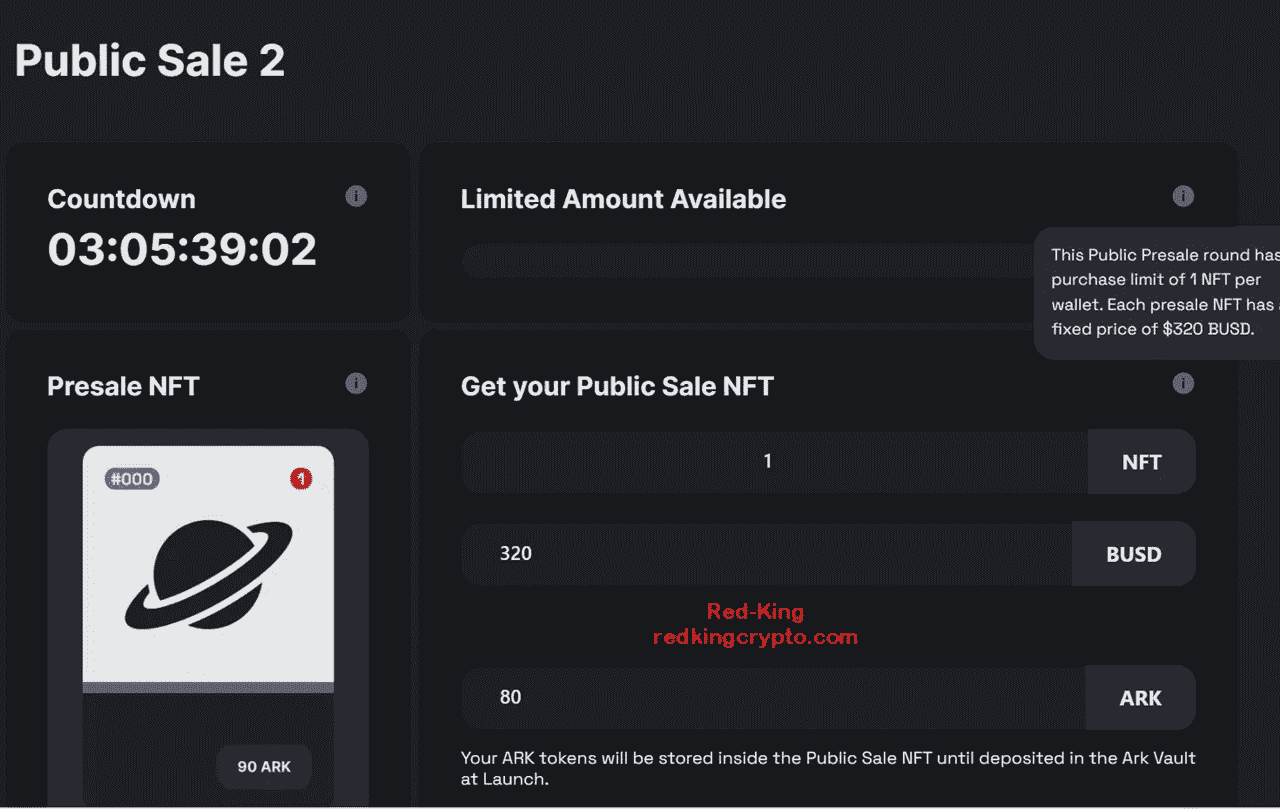 Public Sale 2
Countdown
03:05:39:02
Limited Amount Available
This Public Presale round has
purchase limit of 1 NFT per
wallet. Each presale NFT has
fixed price of $320 BUSD.
Presale NFT
#000
1
90 ARK
Get your Public Sale NFT
1 NFT
320 BUSD
Red-King
redkingcrypto.com
80 ARK
Your ARK tokens will be stored inside the Public Sale NFT until deposited in the Ark Vault
at Launch.